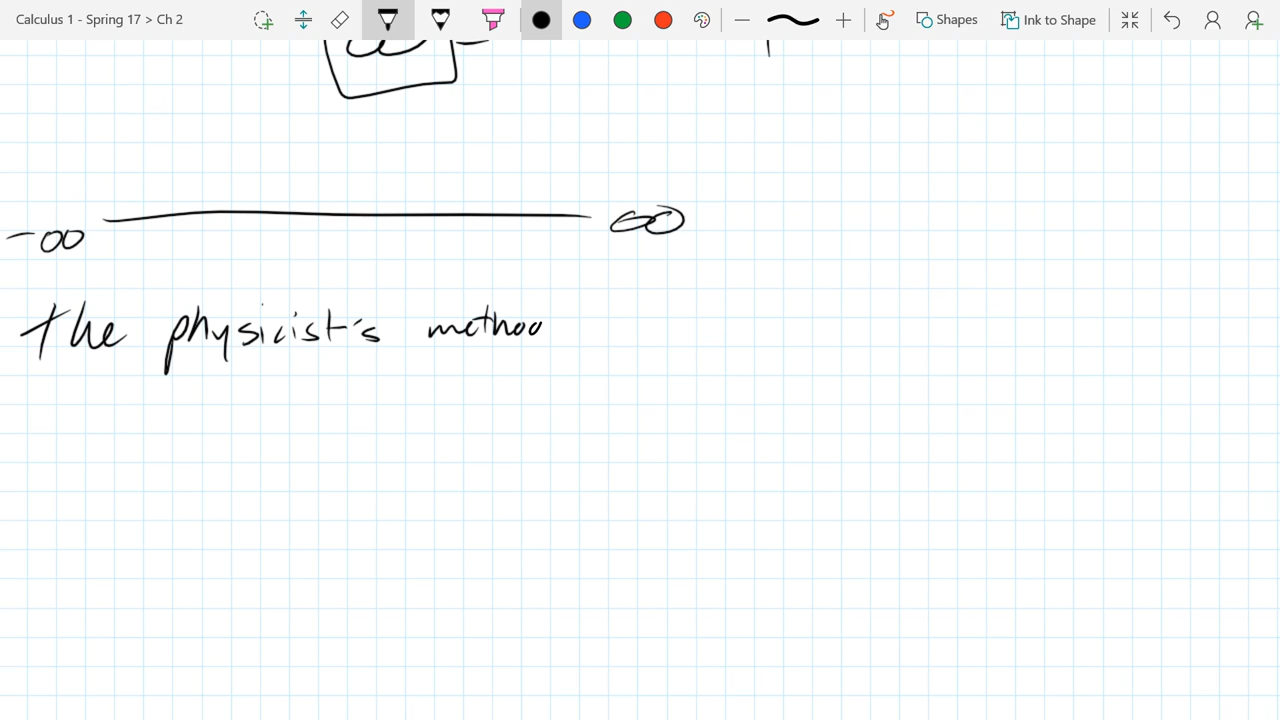 Calculus 1 - Spring 17 > Ch 2
Shapes
Ink to Shape
∞
-∞ ∞
The physicist's methoo